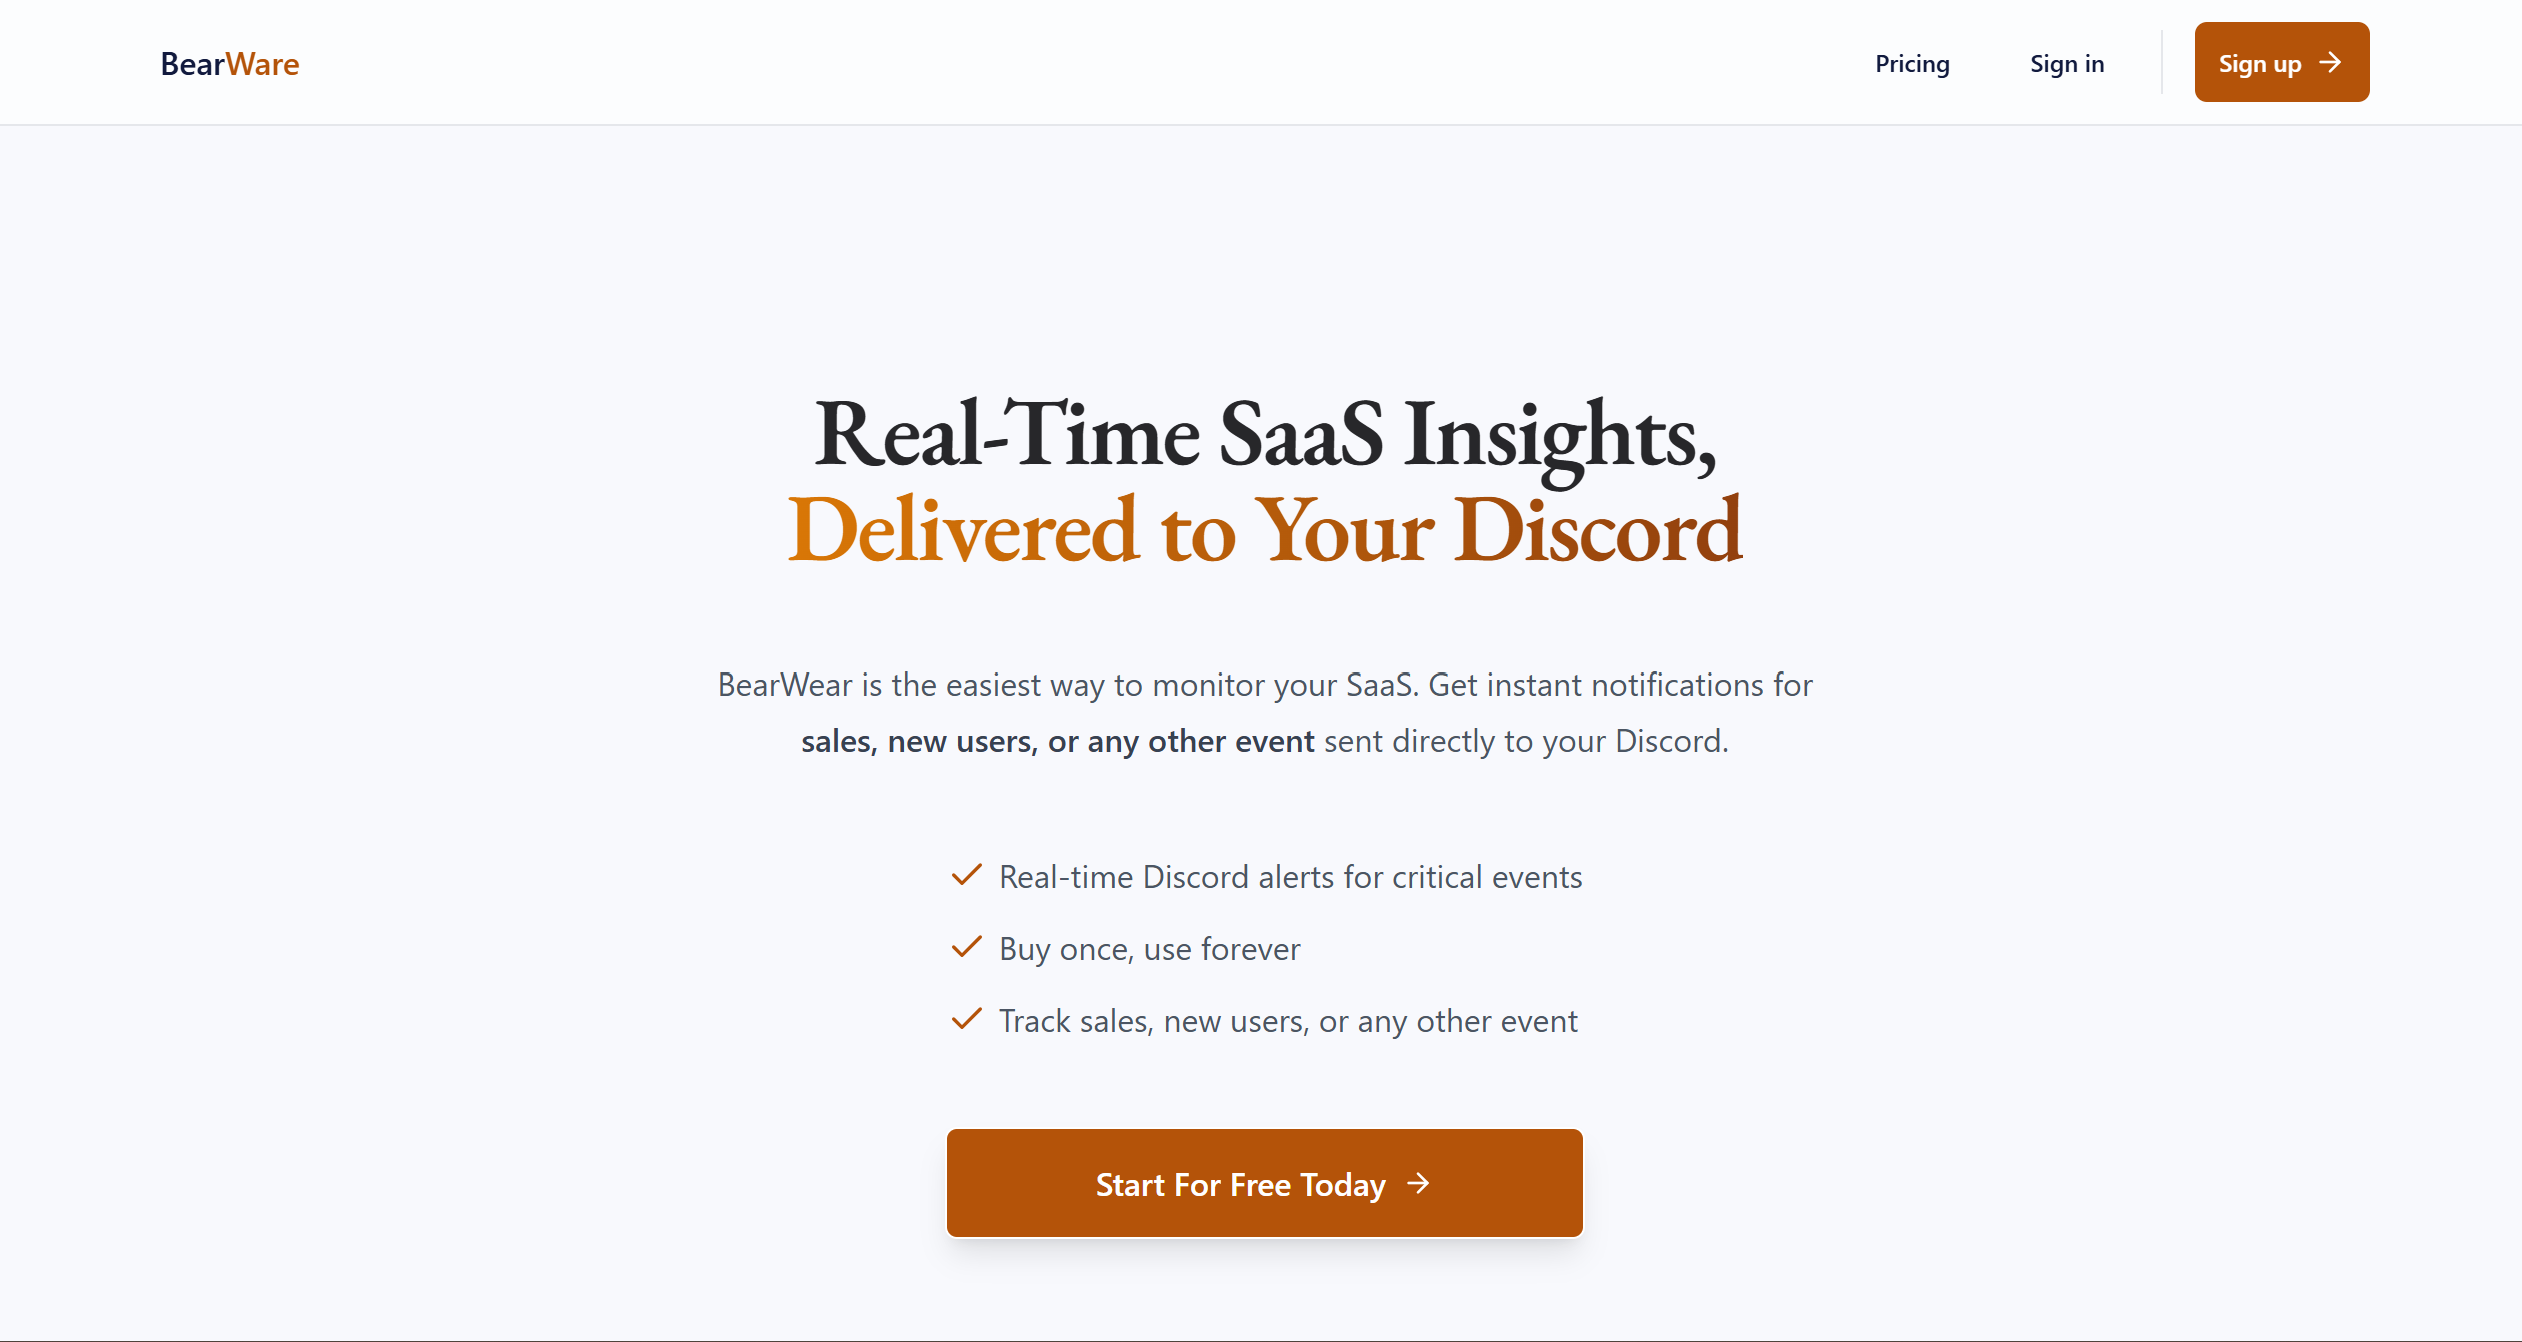 BearWare
Pricing
Sign in
Sign up
Real-Time SaaS Insights,
Delivered to Your Discord
BearWear is the easiest way to monitor your SaaS. Get instant notifications for
sales, new users, or any other event sent directly to your Discord.
Real-time Discord alerts for critical events
Buy once, use forever
Track sales, new users, or any other event
Start For Free Today